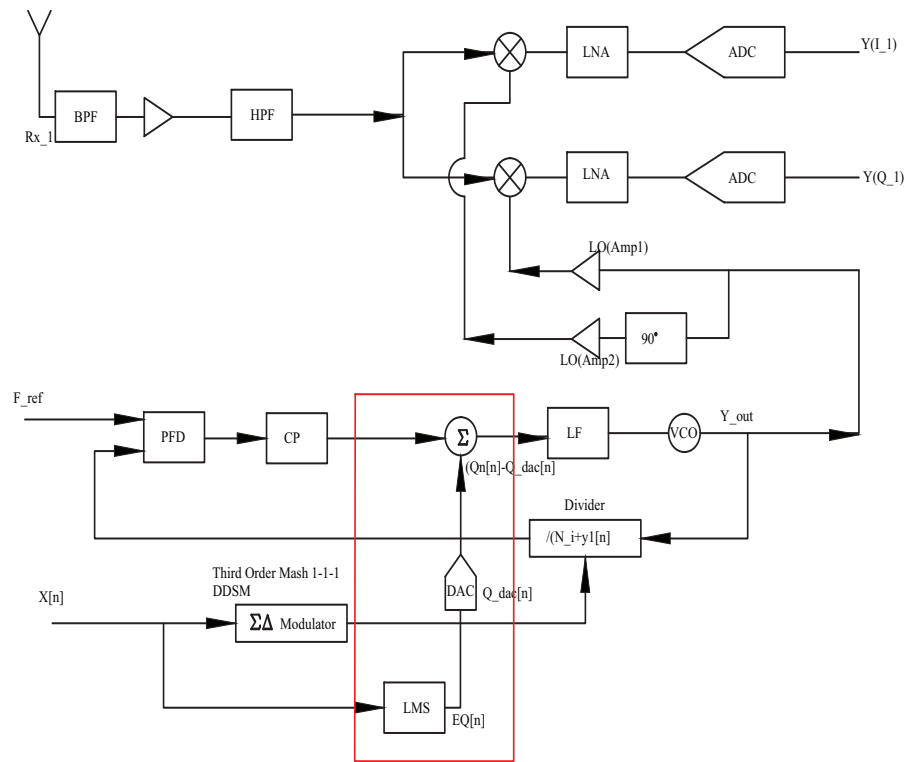 LNA
ADC
Y(I_1)
BPF
HPF
Rx_1
LNA
ADC
Y(Q_1)
LO(Amp1)
90°
LO(Amp2)
F_ref
PFD
CP
Σ
LF
VCO
Y_out
(Qn[n]-Q_dac[n]
Divider
/(N_i+y1[n]
Third Order Mash 1-1-1
DDSM
X[n]
ΣΔ Modulator
DAC
Q_dac[n]
LMS
EQ[n]